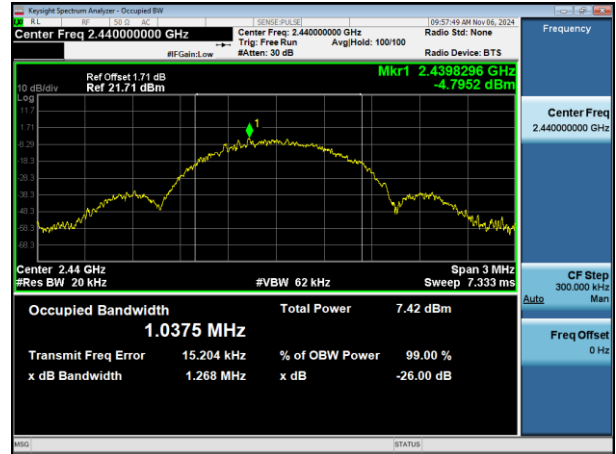 Keysight Spectrum Analyzer - Occupied BW
RL RF 50 Ω AC SENSE:PULSE 09:57:49 AM Nov 06, 2024
Center Freq 2.440000000 GHz
Center Freq: 2.440000000 GHz
Radio Std: None
Trig: Free Run Avg|Hold: 100/100
#IFGain:Low #Atten: 30 dB Radio Device: BTS
Frequency
Ref Offset 1.71 dB
10 dB/div Ref 21.71 dBm
Mkr1 2.4398296 GHz
-4.7952 dBm
Log
11.7
1.71
-8.29
-18.3
-28.3
-38.3
-48.3
-58.3
-68.3
1
Center 2.44 GHz Span 3 MHz
#Res BW 20 kHz #VBW 62 kHz Sweep 7.333 ms
Center Freq
2.440000000 GHz
CF Step
300.000 kHz
Auto Man
Freq Offset
0 Hz
Occupied Bandwidth Total Power 7.42 dBm
1.0375 MHz
Transmit Freq Error 15.204 kHz % of OBW Power 99.00 %
x dB Bandwidth 1.268 MHz x dB -26.00 dB
MSG STATUS